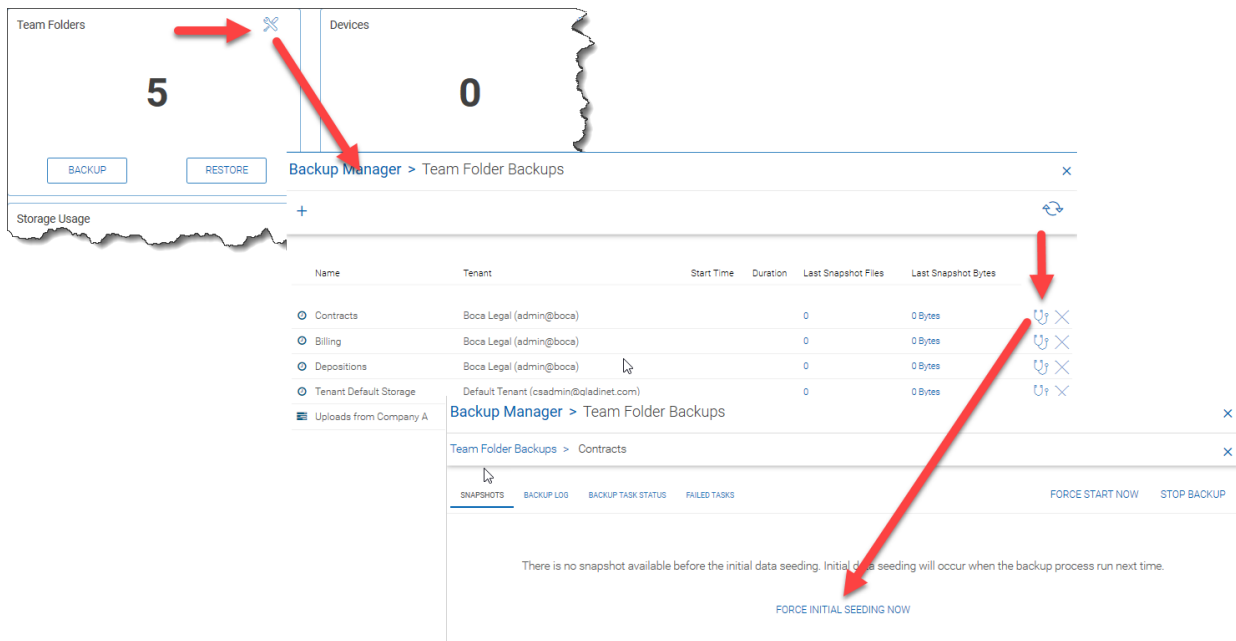 Team Folders
Devices
5
0
BACKUP
RESTORE
Storage Usage
Backup Manager > Team Folder Backups
Name Tenant Start Time Duration Last Snapshot Files Last Snapshot Bytes
Contracts Boca Legal (admin@boca) 0 0 Bytes
Billing Boca Legal (admin@boca) 0 0 Bytes
Depositions Boca Legal (admin@boca) 0 0 Bytes
Tenant Default Storage Default Tenant (csadmin@gladinet.com) 0 0 Bytes
Uploads from Company A
Backup Manager > Team Folder Backups
Team Folder Backups > Contracts
SNAPSHOTS BACKUP LOG BACKUP TASK STATUS FAILED TASKS FORCE START NOW STOP BACKUP
There is no snapshot available before the initial data seeding. Initial data seeding will occur when the backup process run next time.
FORCE INITIAL SEEDING NOW